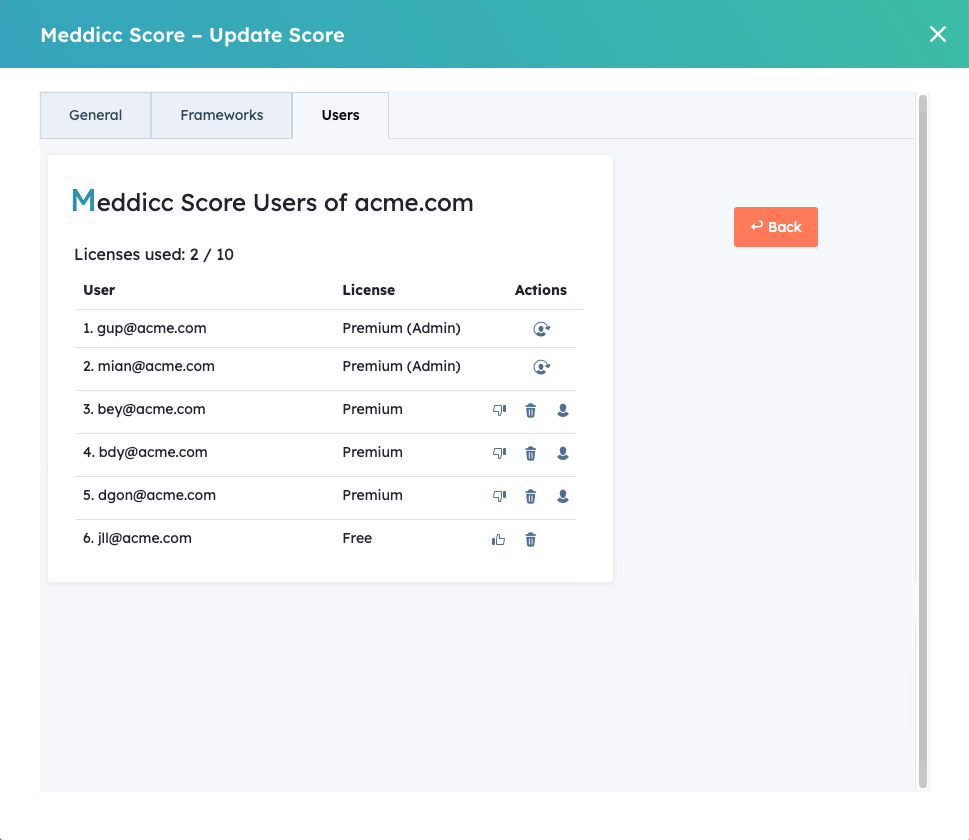 Meddicc Score – Update Score
General Frameworks Users
Meddicc Score Users of acme.com
Back
Licenses used: 2 / 10
User License Actions
1. gup@acme.com Premium (Admin)
2. mian@acme.com Premium (Admin)
3. bey@acme.com Premium
4. bdy@acme.com Premium
5. dgon@acme.com Premium
6. jll@acme.com Free